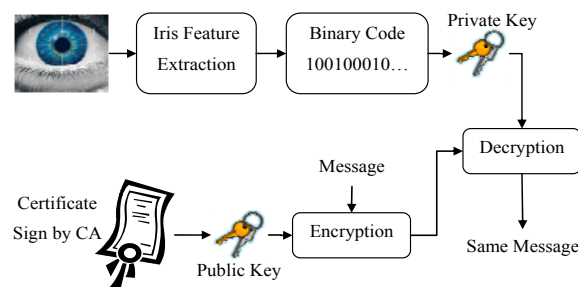 Private Key
Iris Feature
Extraction
Binary Code
100100010…
Decryption
Message
Certificate
Sign by CA
Encryption
Public Key
Same Message